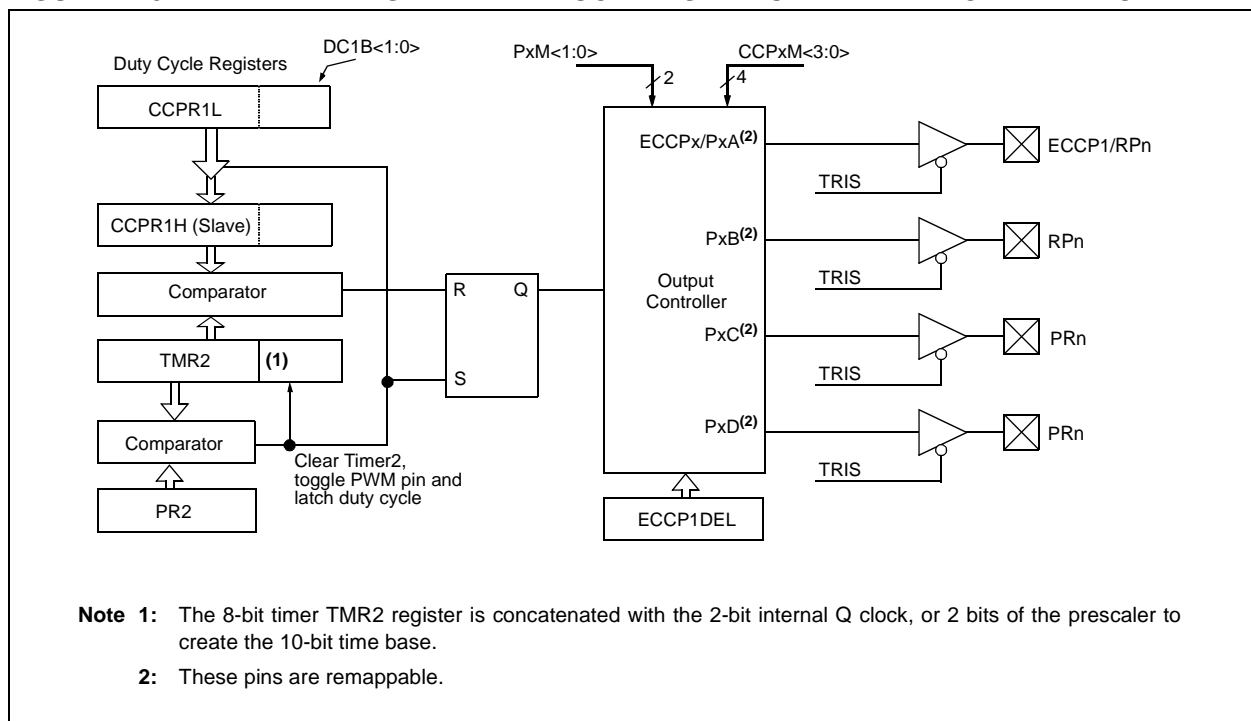 DC1B<1:0>
Duty Cycle Registers
CCPR1L
CCPR1H (Slave)
Comparator
TMR2
(1)
Comparator
PR2
Clear Timer2,
toggle PWM pin and
latch duty cycle
R
Q
S
PxM<1:0>
2
CCPxM<3:0>
4
ECCPx/PxA(2)
PxB(2)
Output
Controller
PxC(2)
PxD(2)
ECCP1DEL
TRIS
ECCP1/RPn
TRIS
RPn
TRIS
PRn
TRIS
PRn
Note 1: The 8-bit timer TMR2 register is concatenated with the 2-bit internal Q clock, or 2 bits of the prescaler to
create the 10-bit time base.
2: These pins are remappable.